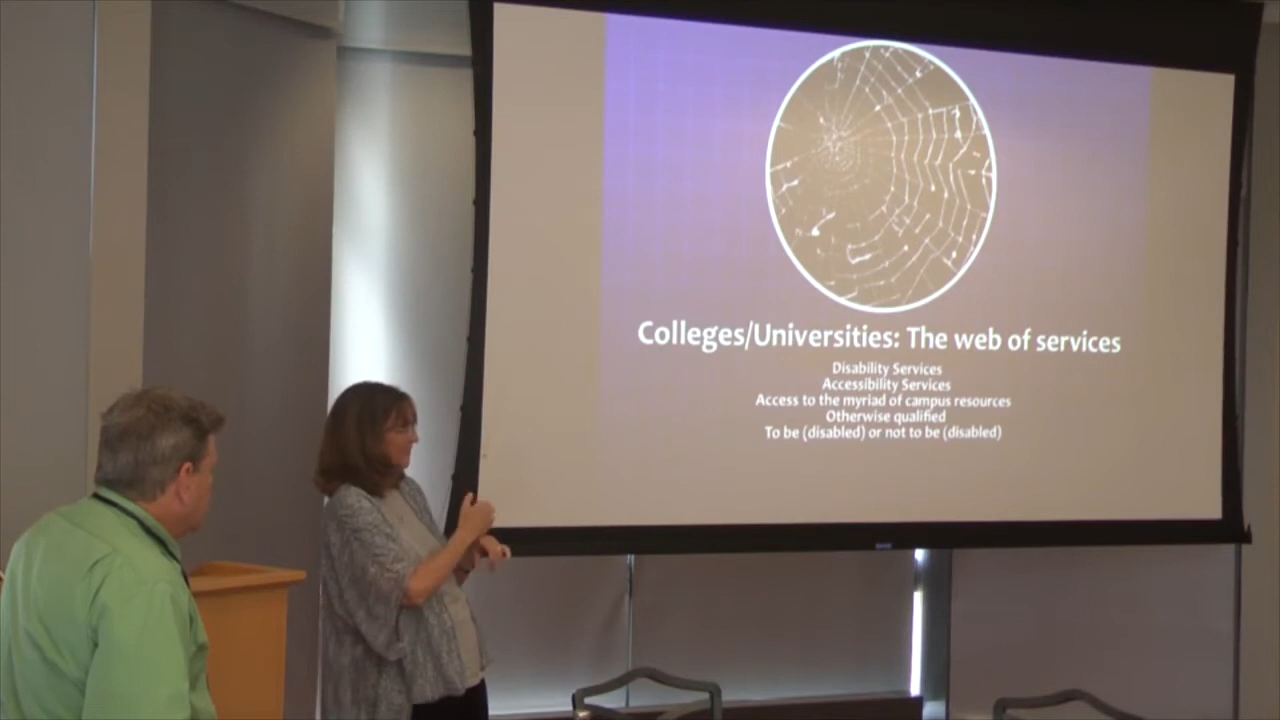 Colleges/Universities: The web of services
Disability Services
Accessibility Services
Access to the myriad of campus resources
Otherwise qualified
To be (disabled) or not to be (disabled)